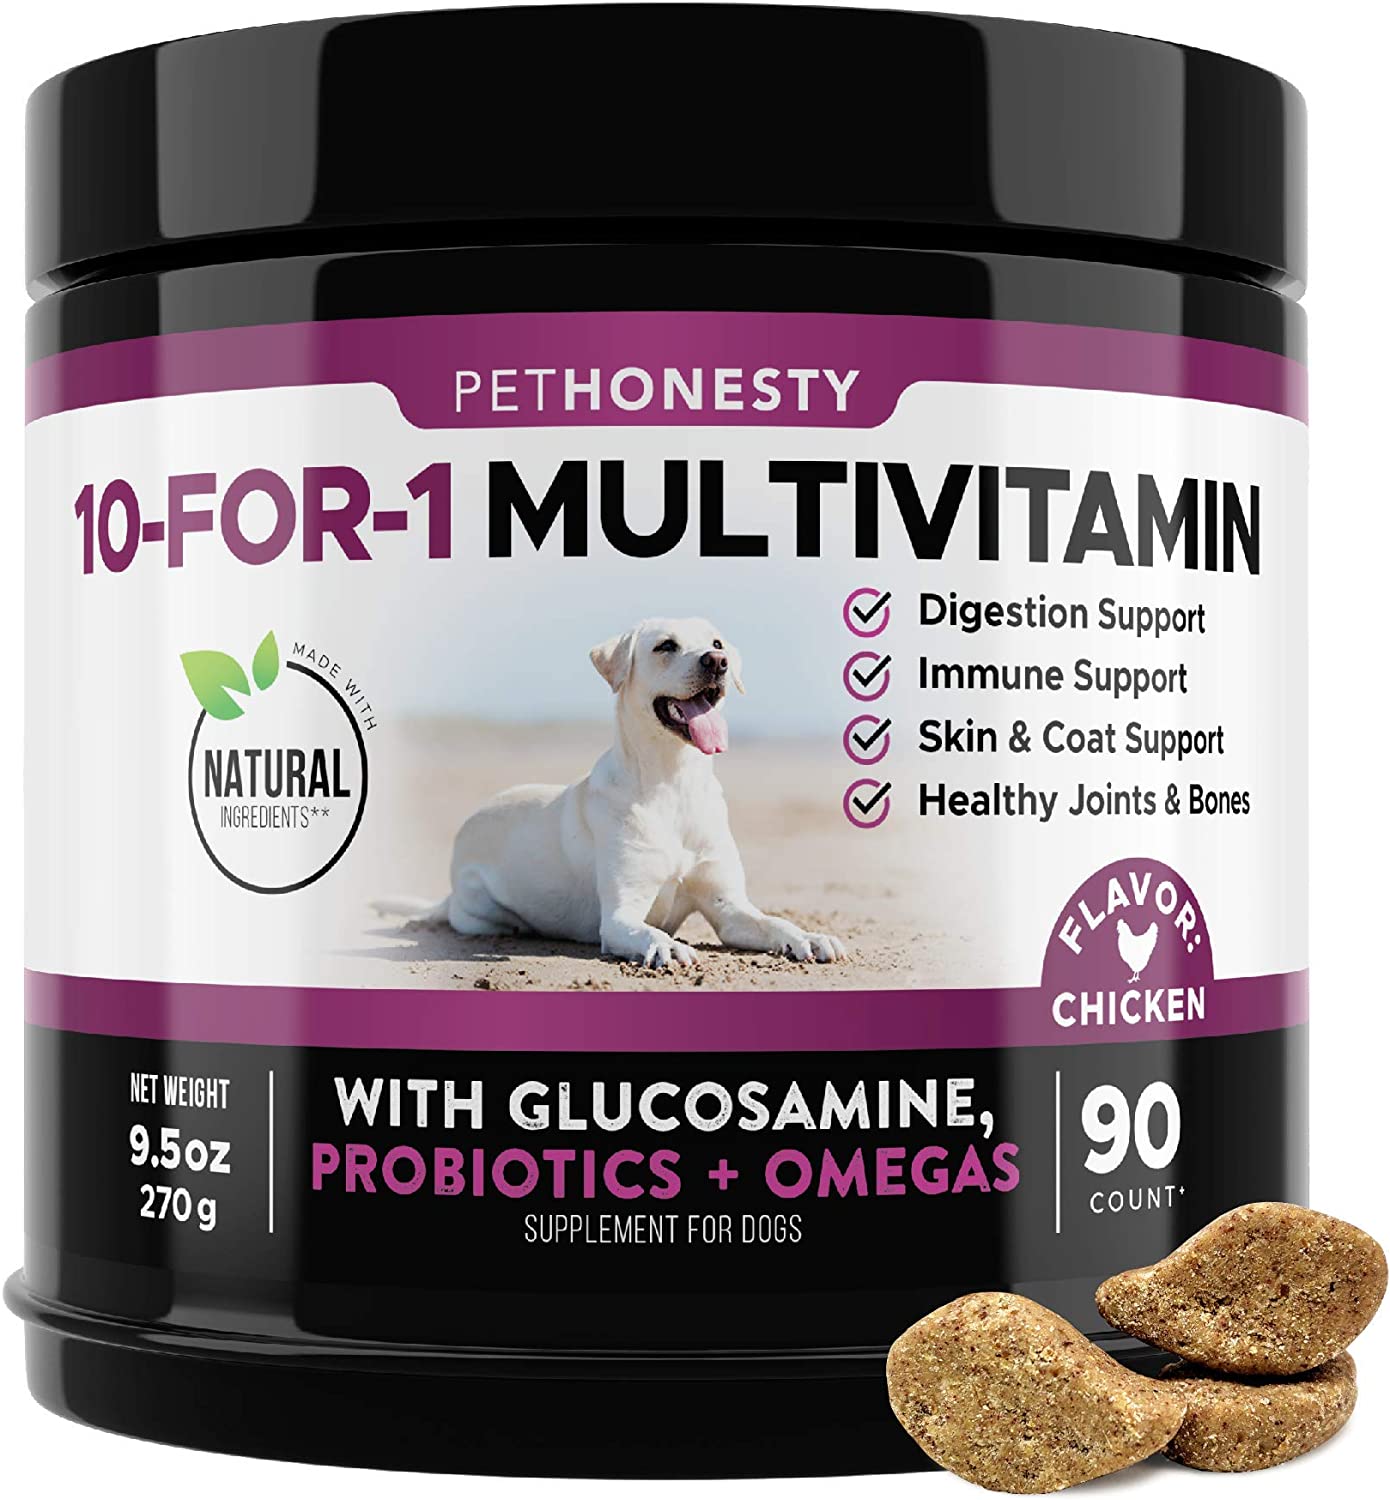 PETHONESTY
10-FOR-1 MULTIVITAMIN
MADE WITH
NATURAL
INGREDIENTS**
Digestion Support
Immune Support
Skin & Coat Support
Healthy Joints & Bones
FLAVOR:
CHICKEN
NET WEIGHT
9.5oz
270g
WITH GLUCOSAMINE,
PROBIOTICS + OMEGAS
SUPPLEMENT FOR DOGS
90
COUNT⁺